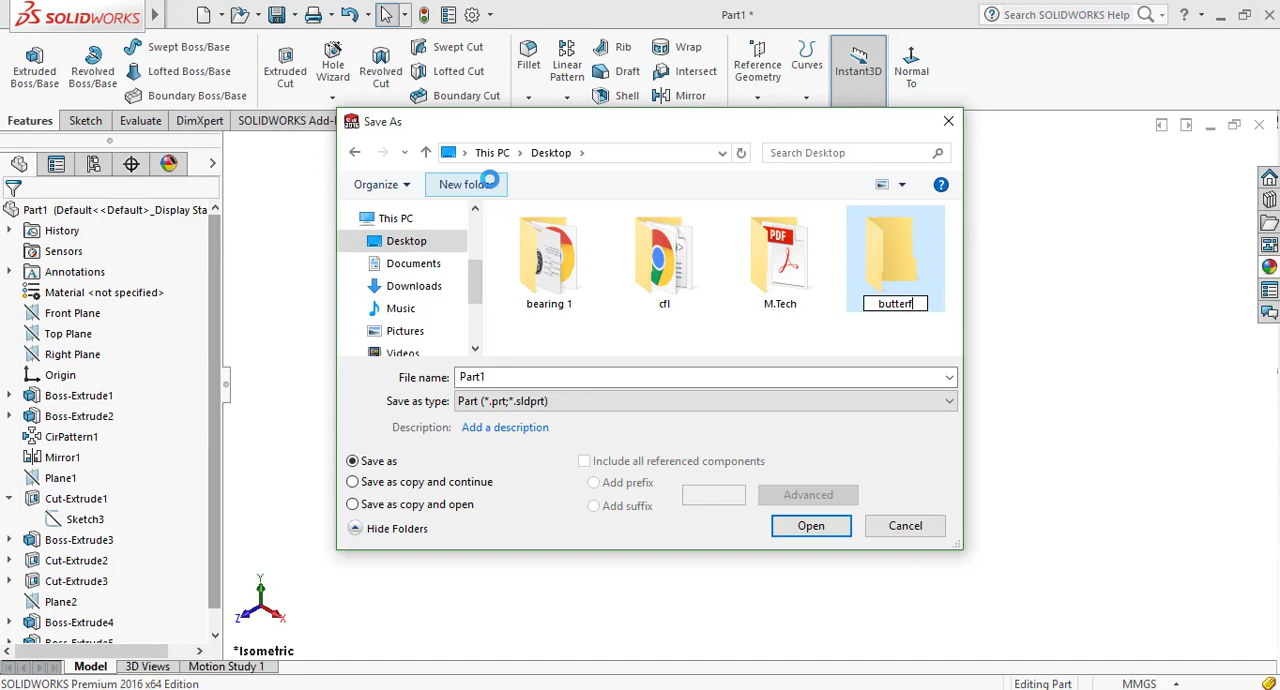 SOLIDWORKS
Part1 *
Search SOLIDWORKS Help
?
Extruded Boss/Base
Revolved Boss/Base
Swept Boss/Base
Lofted Boss/Base
Boundary Boss/Base
Extruded Cut
Hole Wizard
Revolved Cut
Swept Cut
Lofted Cut
Boundary Cut
Fillet
Linear Pattern
Rib
Draft
Shell
Wrap
Intersect
Mirror
Reference Geometry
Curves
Instant3D
Normal To
Features
Sketch
Evaluate
DimXpert
SOLIDWORKS Add-I
Part1 (Default<<Default>_Display Sta
History
Sensors
Annotations
Material <not specified>
Front Plane
Top Plane
Right Plane
Origin
Boss-Extrude1
Boss-Extrude2
CirPattern1
Mirror1
Plane1
Cut-Extrude1
Sketch3
Boss-Extrude3
Cut-Extrude2
Cut-Extrude3
Plane2
Boss-Extrude4
Boss-Extrude5
2016
Save As
This PC
Desktop
Search Desktop
Organize
New folder
?
This PC
Desktop
Documents
Downloads
Music
Pictures
Videos
PDF
bearing 1
cfl
M.Tech
butterf
File name:
Part1
Save as type:
Part (*.prt;*.sldprt)
Description:
Add a description
Save as
Save as copy and continue
Save as copy and open
Include all referenced components
Add prefix
Add suffix
Advanced
Hide Folders
Open
Cancel
Y
Z
X
*Isometric
Model
3D Views
Motion Study 1
SOLIDWORKS Premium 2016 x64 Edition
Editing Part
MMGS